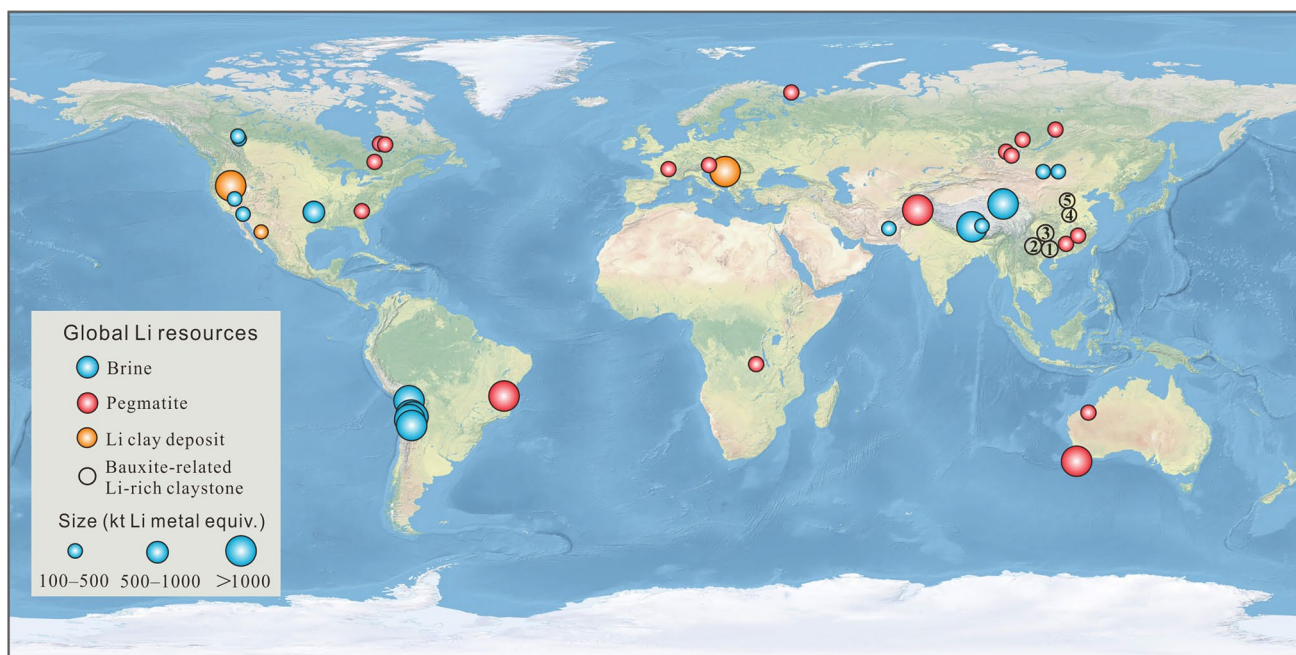 5
4
3
2
1
Global Li resources
Brine
Pegmatite
Li clay deposit
Bauxite-related
Li-rich claystone
Size (kt Li metal equiv.)
100–500 500–1000 >1000